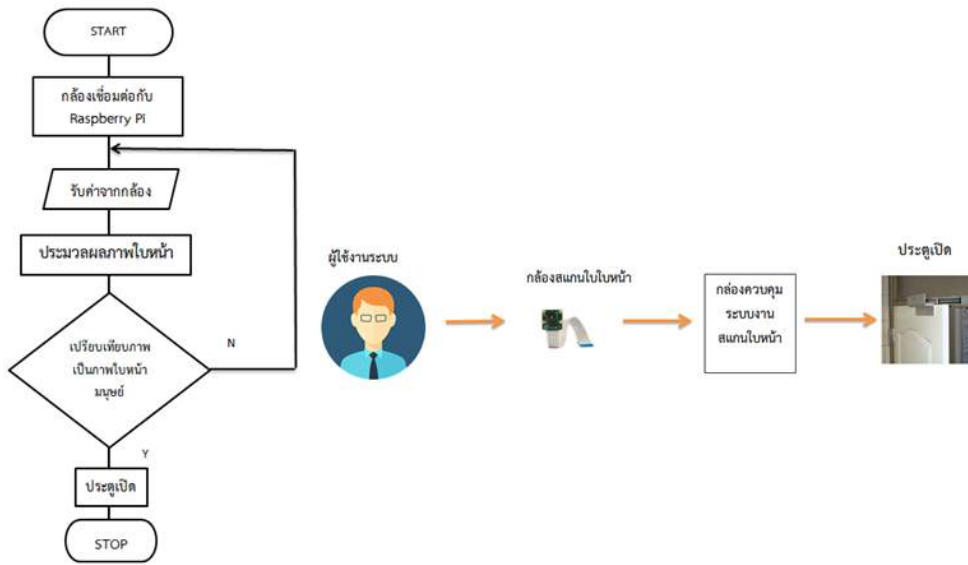 START
กล้องเชื่อมต่อกับ
Raspberry Pi
รับค่าจากกล้อง
ประมวลผลภาพใบหน้า
เปรียบเทียบภาพ
เป็นภาพใบหน้า
มนุษย์
N
Y
ประตูเปิด
STOP
ผู้ใช้งานระบบ
กล้องสแกนใบใบหน้า
กล่องควบคุม
ระบบงาน
สแกนใบหน้า
ประตูเปิด